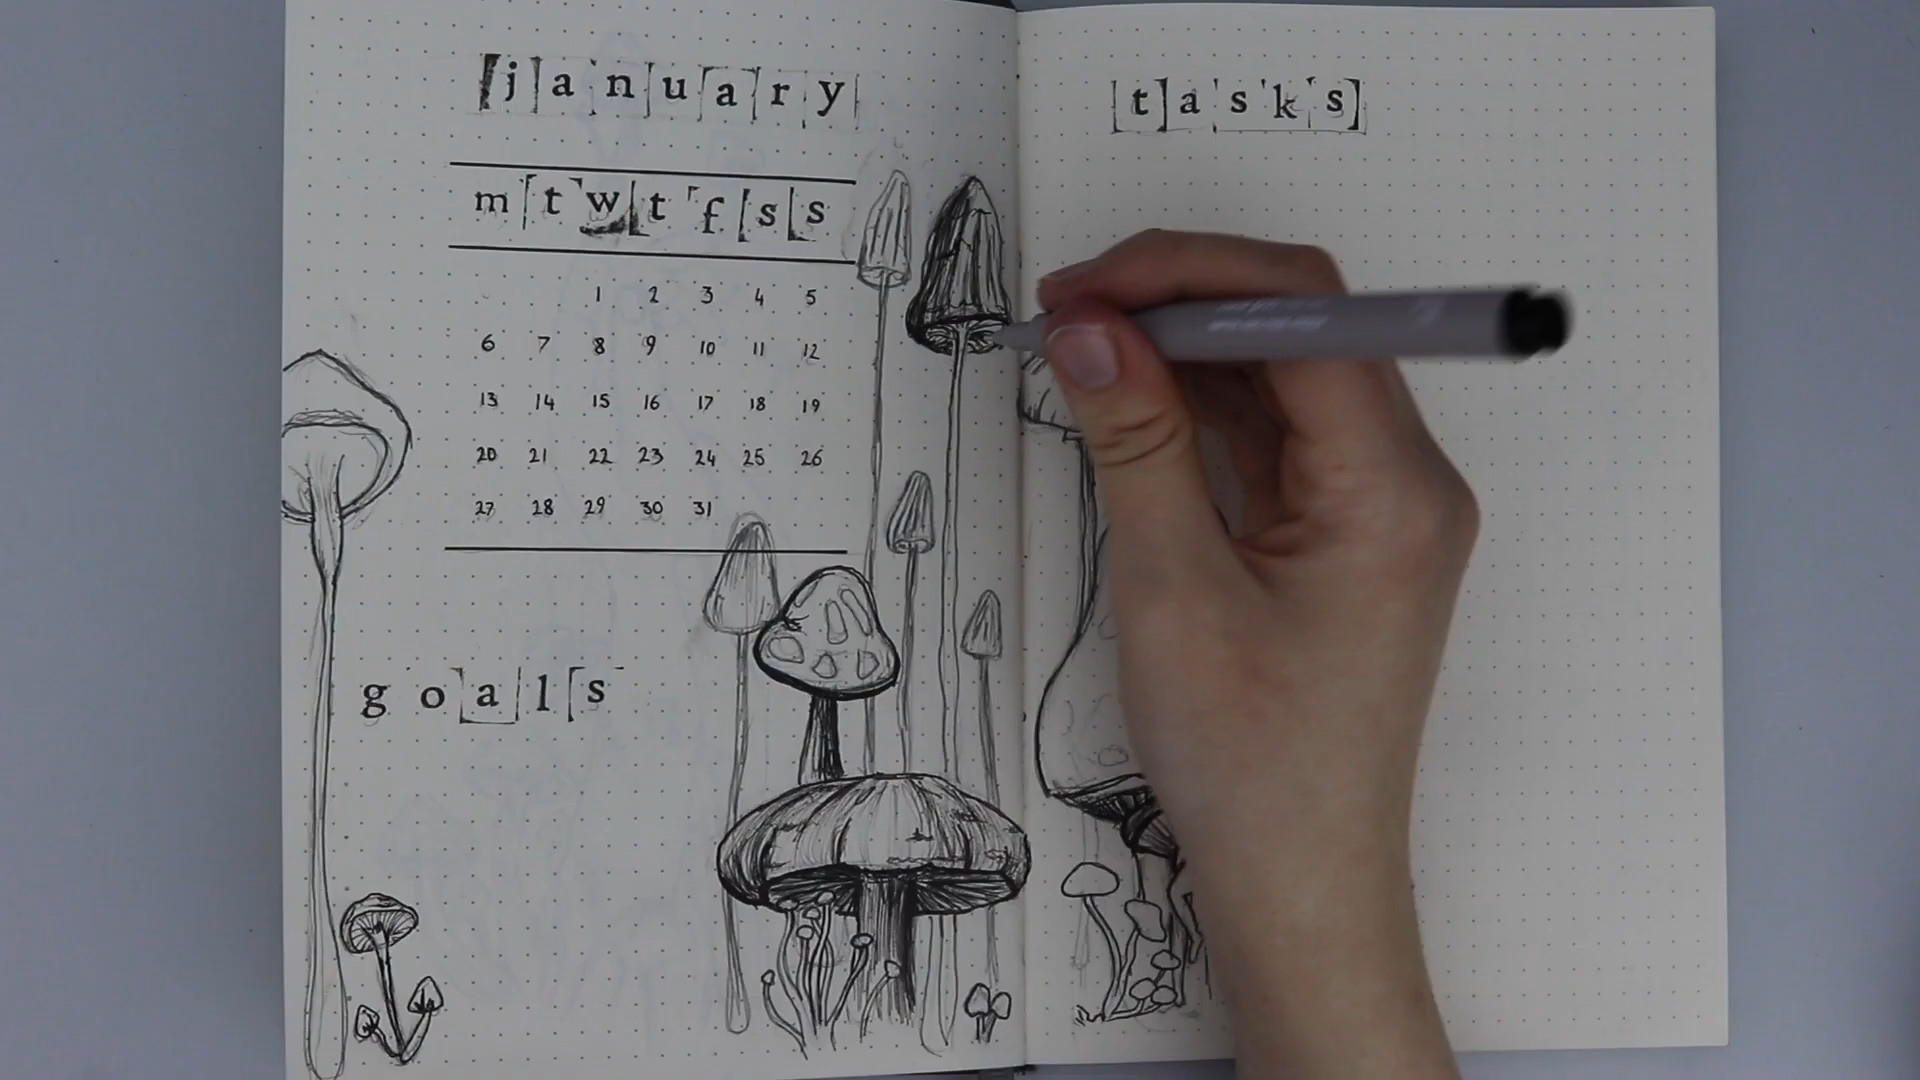 january
m t w t f s s
1 2 3 4 5
6 7 8 9 10 11 12
13 14 15 16 17 18 19
20 21 22 23 24 25 26
27 28 29 30 31
goals
tasks